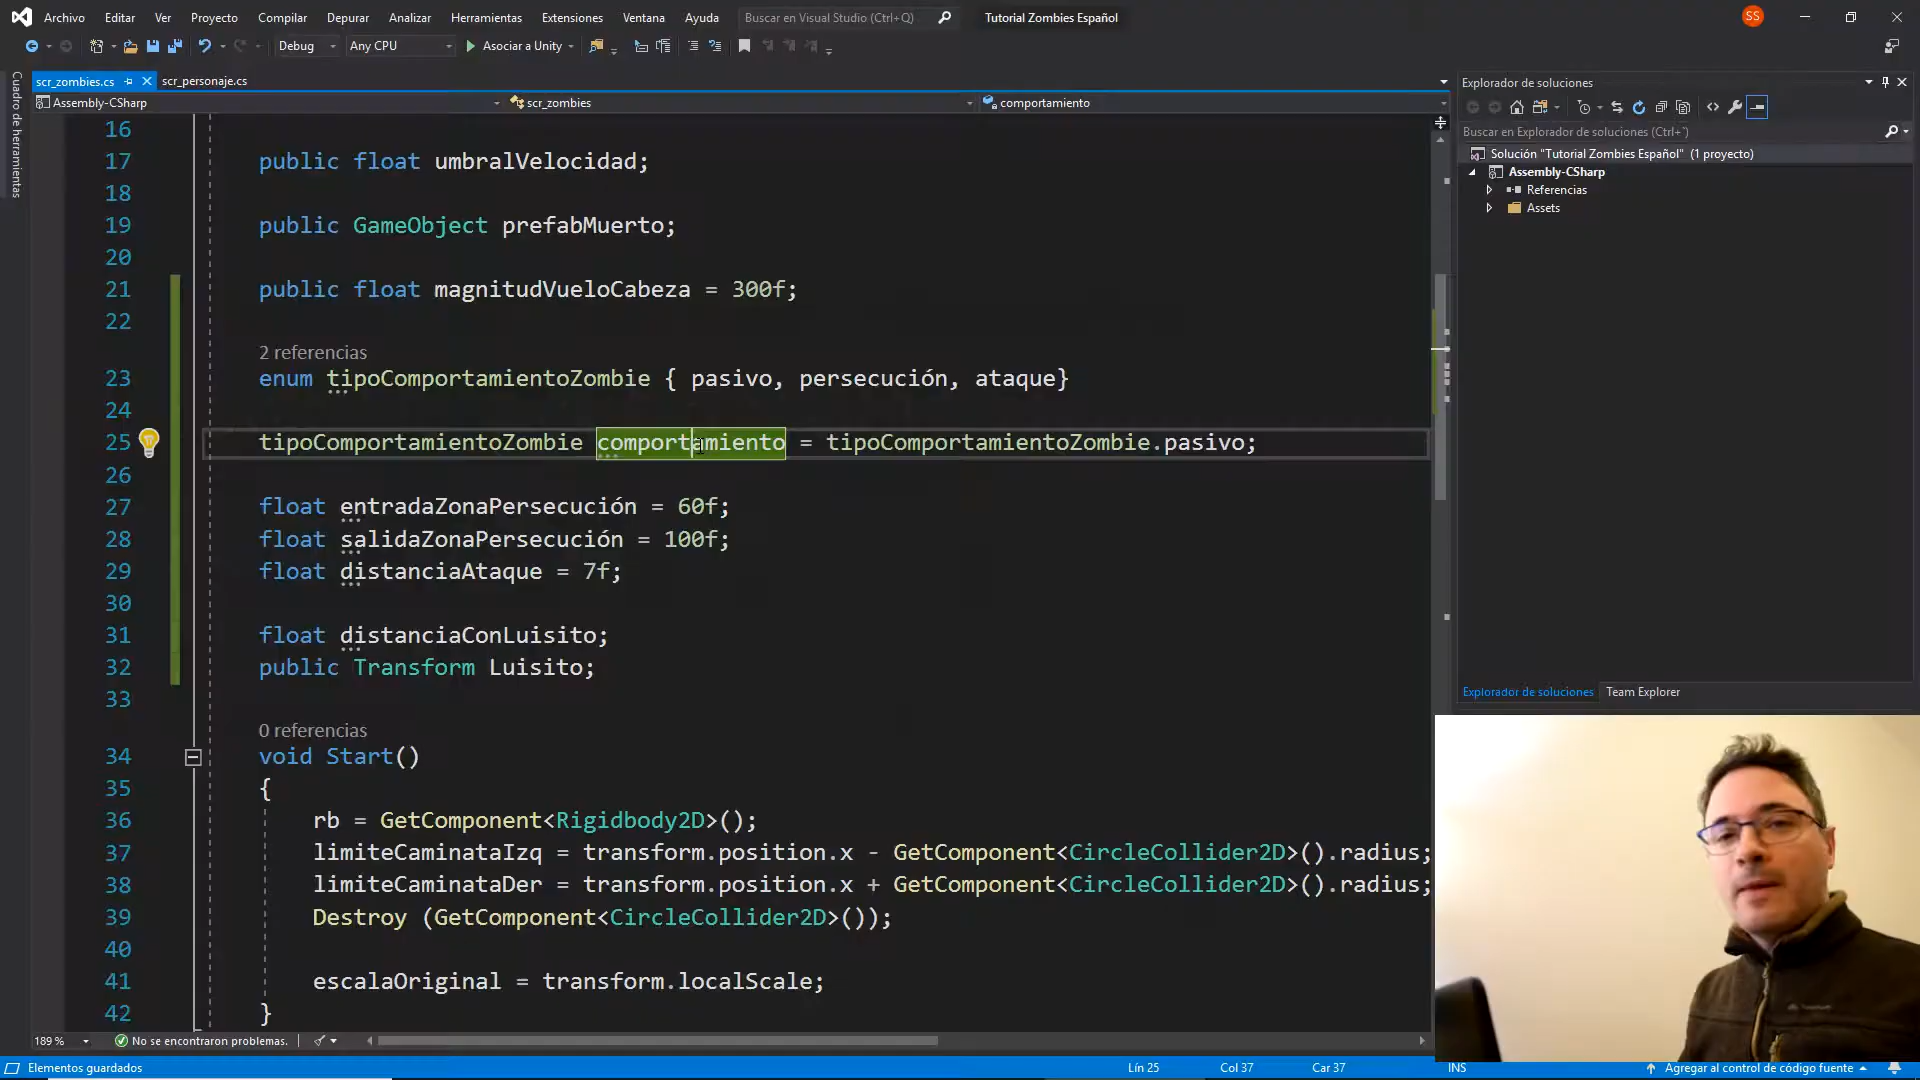 Archivo Editar Ver Proyecto Compilar Depurar Analizar Herramientas Extensiones Ventana Ayuda Buscar en Visual Studio (Ctrl+Q) Tutorial Zombies Español SS
Debug Any CPU Asociar a Unity
Cuadro de herramientas
scr_zombies.cs scr_personaje.cs
Assembly-CSharp scr_zombies comportamiento
16
17 public float umbralVelocidad;
18
19 public GameObject prefabMuerto;
20
21 public float magnitudVueloCabeza = 300f;
22
2 referencias
23 enum tipoComportamientoZombie { pasivo, persecución, ataque}
24
25 tipoComportamientoZombie comportamiento = tipoComportamientoZombie.pasivo;
26
27 float entradaZonaPersecución = 60f;
28 float salidaZonaPersecución = 100f;
29 float distanciaAtaque = 7f;
30
31 float distanciaConLuisito;
32 public Transform Luisito;
33
0 referencias
34 void Start()
35 {
36 rb = GetComponent<Rigidbody2D>();
37 limiteCaminataIzq = transform.position.x - GetComponent<CircleCollider2D>().radius;
38 limiteCaminataDer = transform.position.x + GetComponent<CircleCollider2D>().radius;
39 Destroy (GetComponent<CircleCollider2D>());
40
41 escalaOriginal = transform.localScale;
42 }
189 % No se encontraron problemas.
Elementos guardados Lín 25 Col 37 Car 37 INS Agregar al control de código fuente
Explorador de soluciones
Buscar en Explorador de soluciones (Ctrl+')
Solución "Tutorial Zombies Español" (1 proyecto)
Assembly-CSharp
Referencias
Assets
Explorador de soluciones Team Explorer